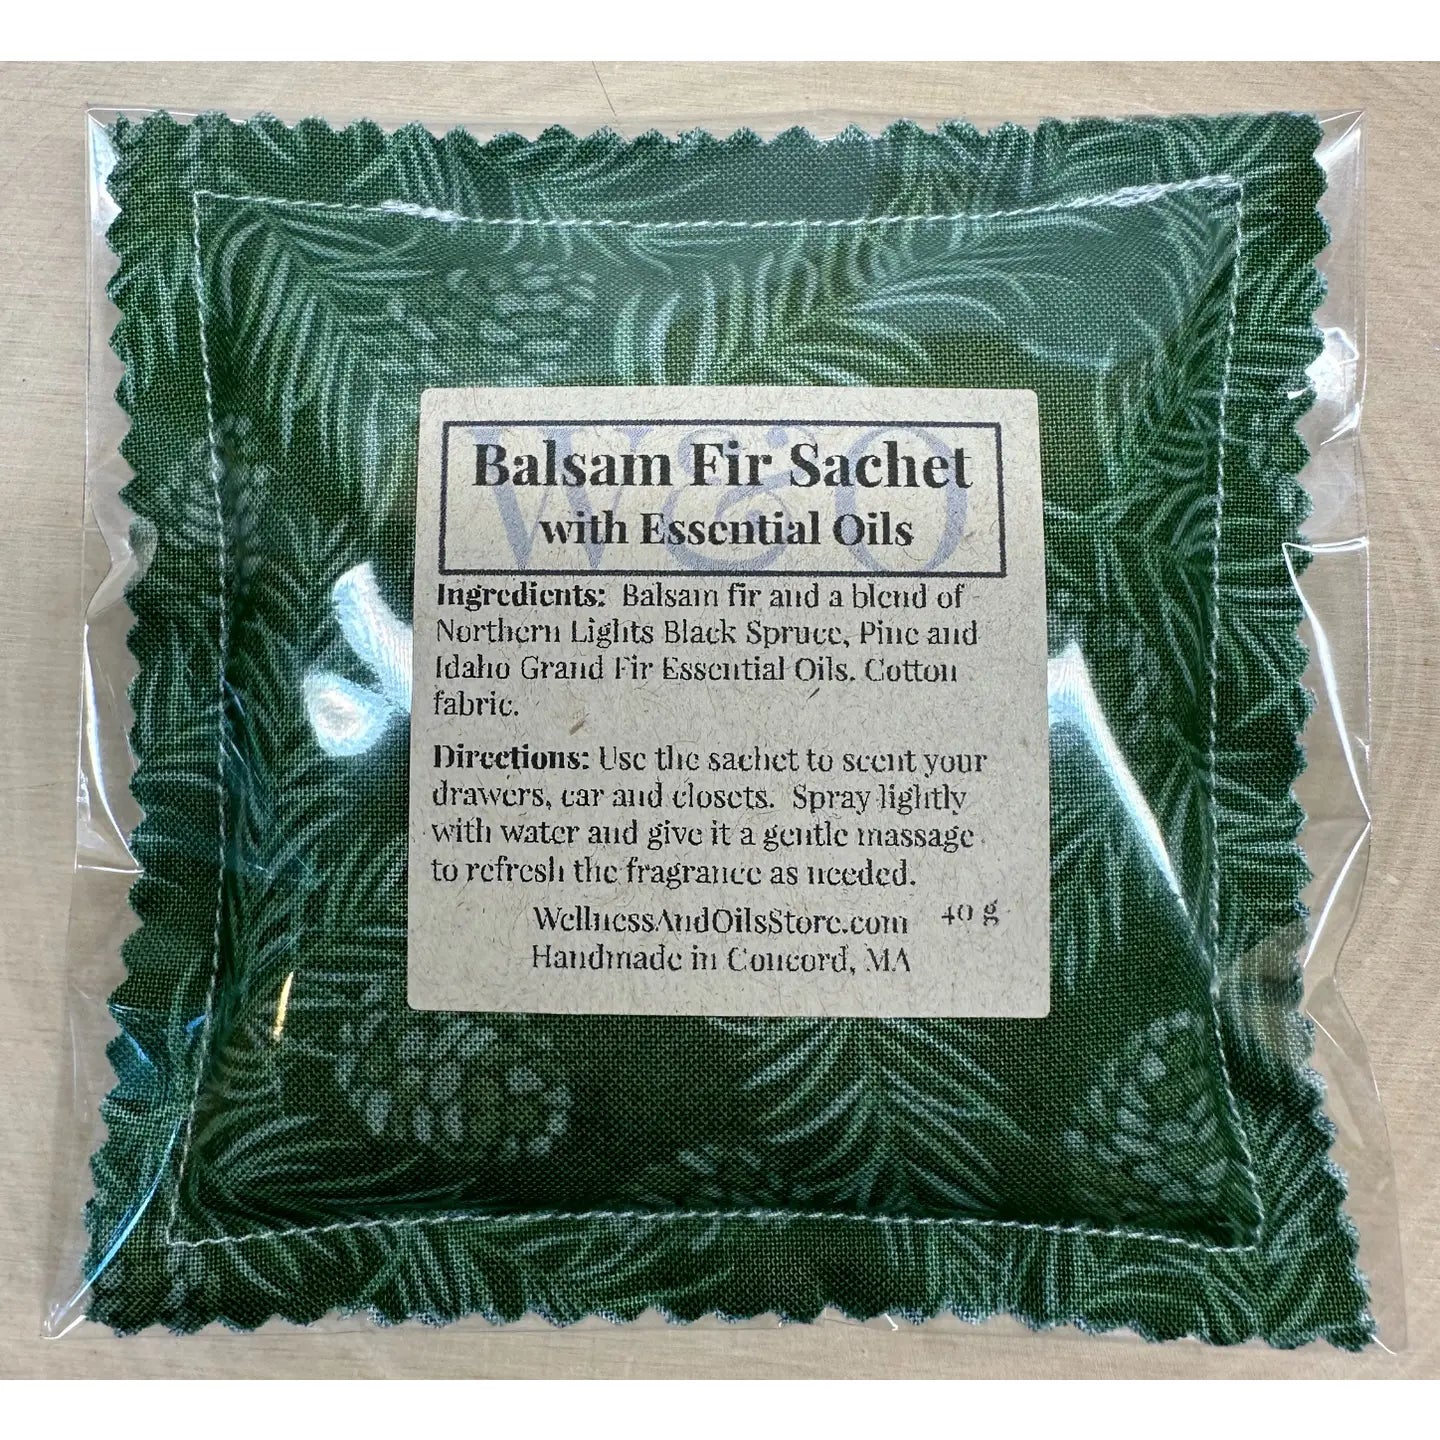 W&O
Balsam Fir Sachet
with Essential Oils
Ingredients: Balsam fir and a blend of
Northern Lights Black Spruce, Pine and
Idaho Grand Fir Essential Oils. Cotton
fabric.
Directions: Use the sachet to scent your
drawers, car and closets. Spray lightly
with water and give it a gentle massage
to refresh the fragrance as needed.
WellnessAndOilsStore.com 40 g
Handmade in Concord, MA